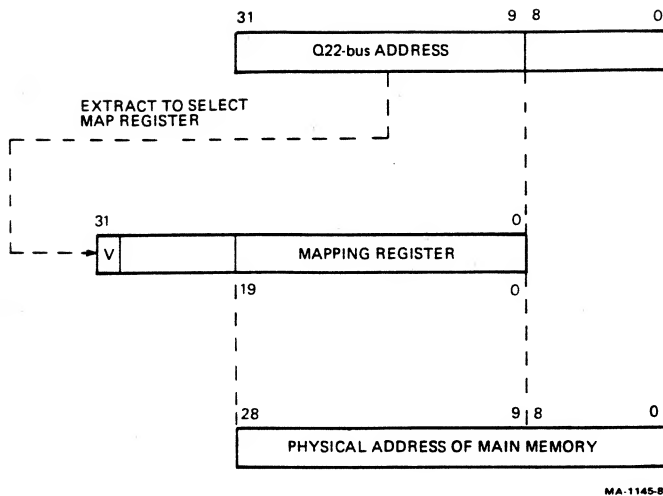 31 9 8 0
Q22-bus ADDRESS
EXTRACT TO SELECT
MAP REGISTER
31 0
V MAPPING REGISTER
19 0
28 9 8 0
PHYSICAL ADDRESS OF MAIN MEMORY
MA-1145-8